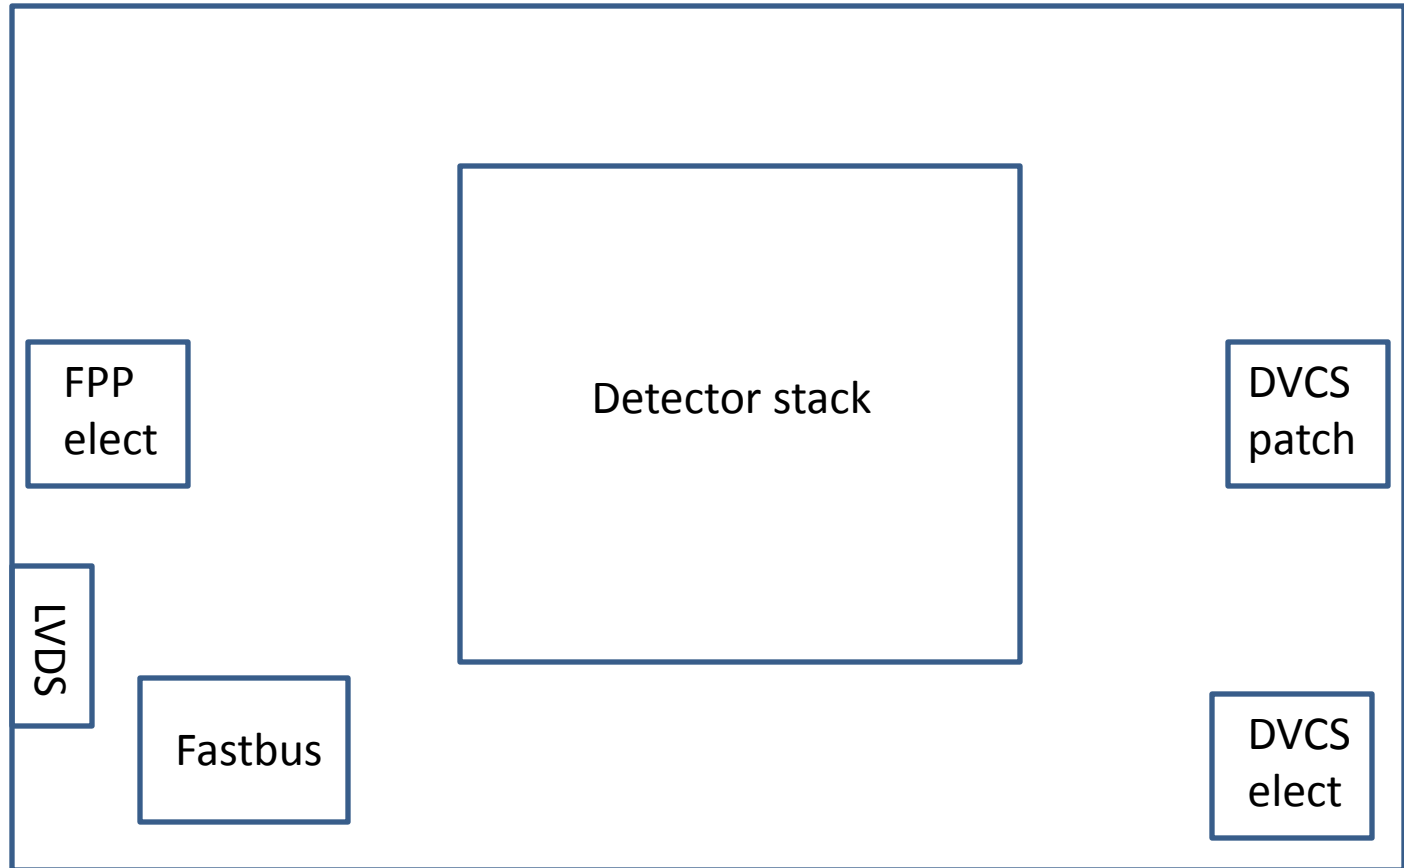 FPP
elect
Detector stack
DVCS
patch
LVDS
Fastbus
DVCS
elect